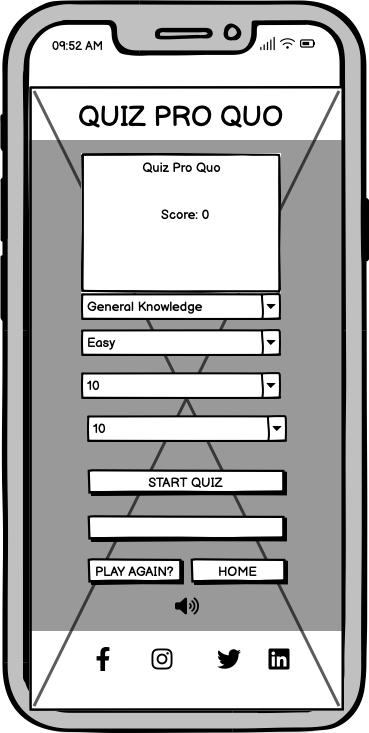 09:52 AM
QUIZ PRO QUO
Quiz Pro Quo
Score: 0
General Knowledge
Easy
10
10
START QUIZ
PLAY AGAIN? HOME